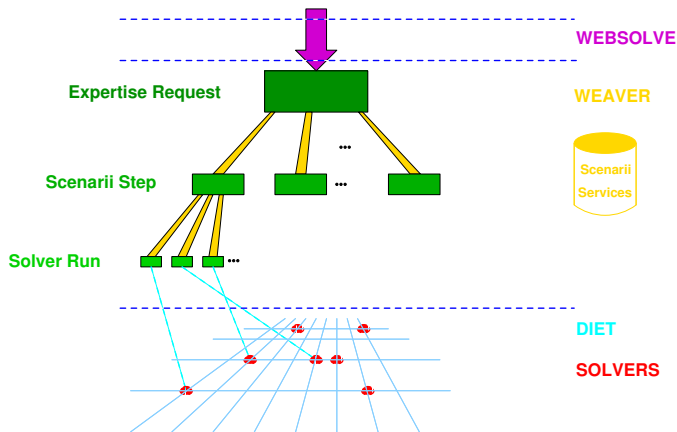 WEBSOLVE
Expertise Request
WEAVER
...
Scenarii Step
...
Scenarii
Services
Solver Run
...
DIET
SOLVERS